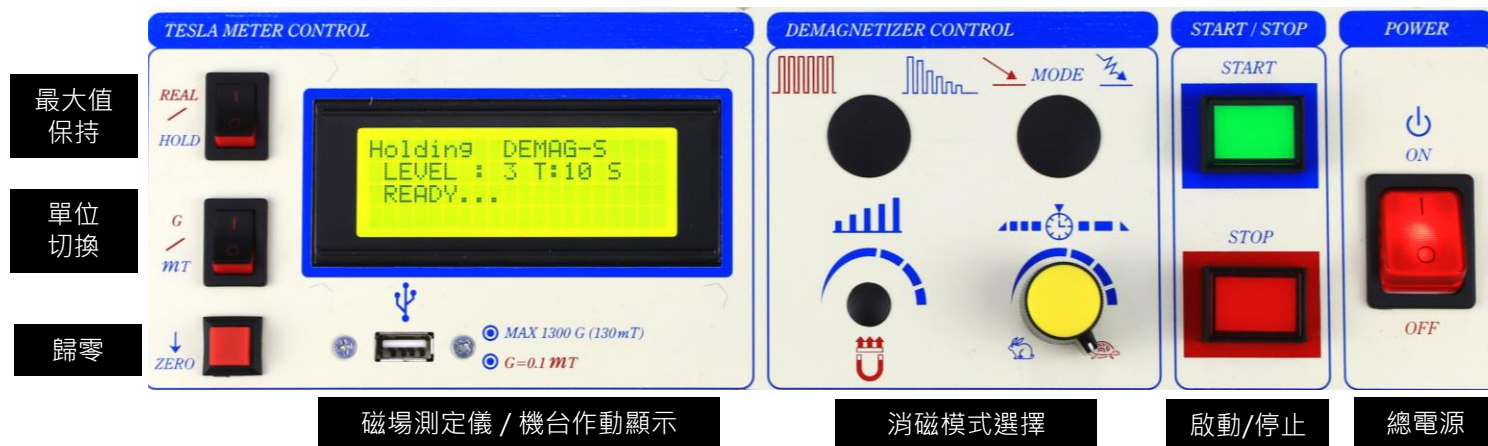 TESLA METER CONTROL
DEMAGNETIZER CONTROL
START / STOP
POWER
最大值
保持
REAL
HOLD
Holding DEMAG-S
LEVEL : 3 T:10 S
READY...
MODE
START
ON
單位
切換
G
mT
STOP
OFF
歸零
ZERO
MAX 1300 G (130mT)
G=0.1 mT
磁場測定儀 / 機台作動顯示
消磁模式選擇
啟動/停止
總電源